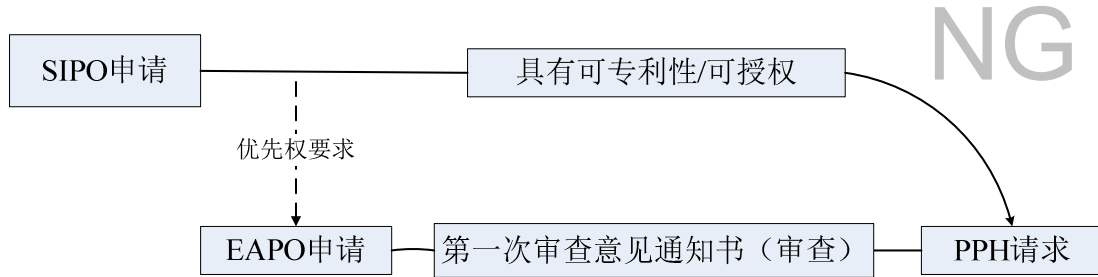 NG
SIPO申请
具有可专利性/可授权
优先权要求
EAPO申请
第一次审查意见通知书（审查）
PPH请求